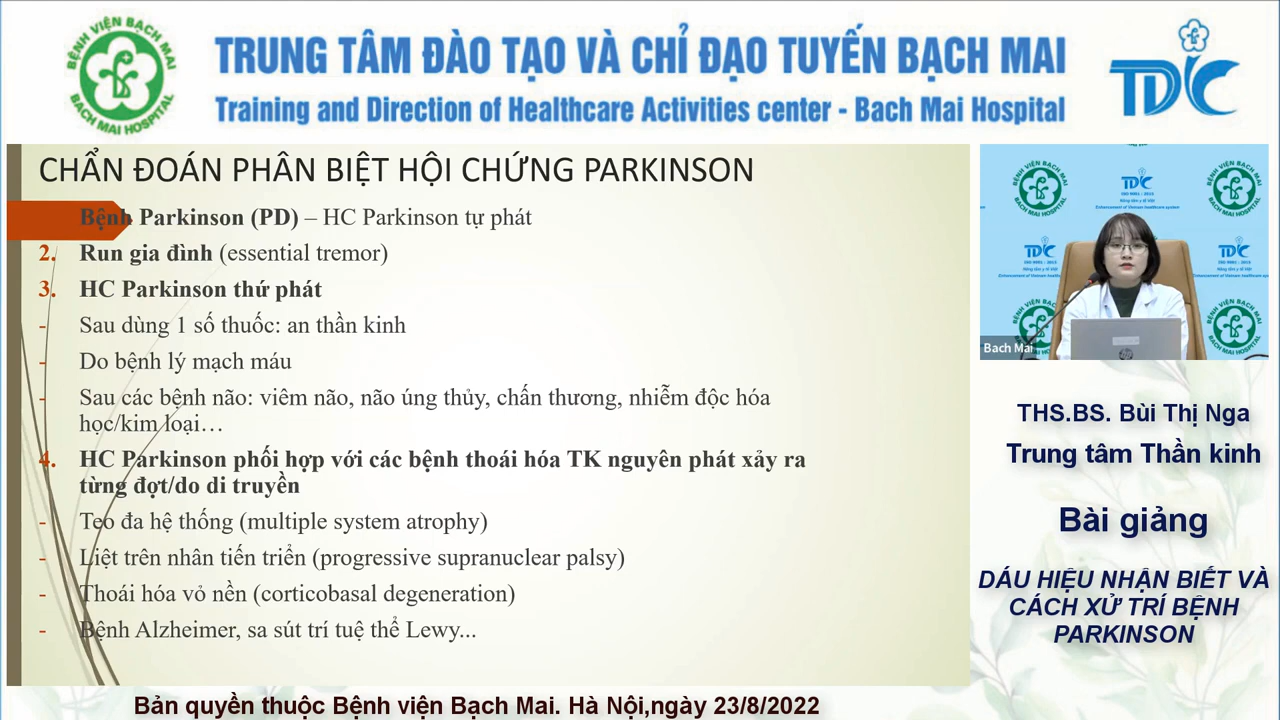 BỆNH VIỆN BẠCH MAI
BACH MAI HOSPITAL
TRUNG TÂM ĐÀO TẠO VÀ CHỈ ĐẠO TUYẾN BẠCH MAI
Training and Direction of Healthcare Activities center - Bach Mai Hospital
TDC
CHẨN ĐOÁN PHÂN BIỆT HỘI CHỨNG PARKINSON
Bệnh Parkinson (PD) – HC Parkinson tự phát
2. Run gia đình (essential tremor)
3. HC Parkinson thứ phát
- Sau dùng 1 số thuốc: an thần kinh
- Do bệnh lý mạch máu
- Sau các bệnh não: viêm não, não úng thủy, chấn thương, nhiễm độc hóa
học/kim loại…
4. HC Parkinson phối hợp với các bệnh thoái hóa TK nguyên phát xảy ra
từng đợt/do di truyền
- Teo đa hệ thống (multiple system atrophy)
- Liệt trên nhân tiến triển (progressive supranuclear palsy)
- Thoái hóa vỏ nền (corticobasal degeneration)
- Bệnh Alzheimer, sa sút trí tuệ thể Lewy...
Bach Mai
THS.BS. Bùi Thị Nga
Trung tâm Thần kinh
Bài giảng
DẤU HIỆU NHẬN BIẾT VÀ
CÁCH XỬ TRÍ BỆNH
PARKINSON
Bản quyền thuộc Bệnh viện Bạch Mai. Hà Nội,ngày 23/8/2022